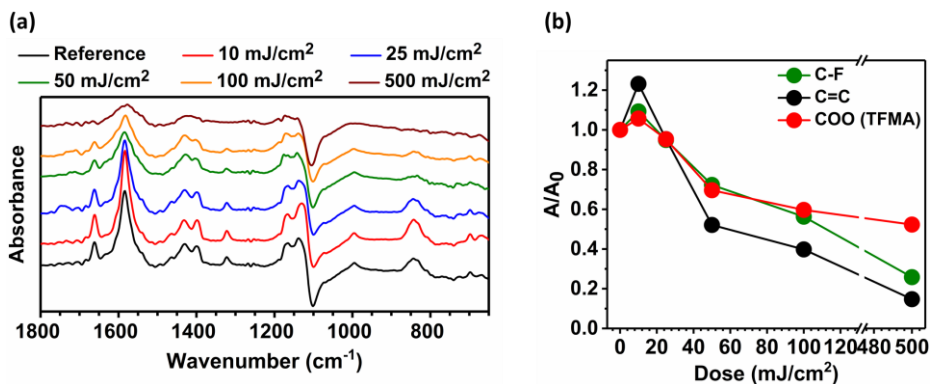 (a)
Reference
10 mJ/cm²
25 mJ/cm²
50 mJ/cm²
100 mJ/cm²
500 mJ/cm²
Absorbance
1800
1600
1400
1200
1000
800
Wavenumber (cm⁻¹)
(b)
C-F
C=C
COO (TFMA)
A/A₀
1.2
1.0
0.8
0.6
0.4
0.2
0.0
0
20
40
60
80
100
120
480
500
Dose (mJ/cm²)